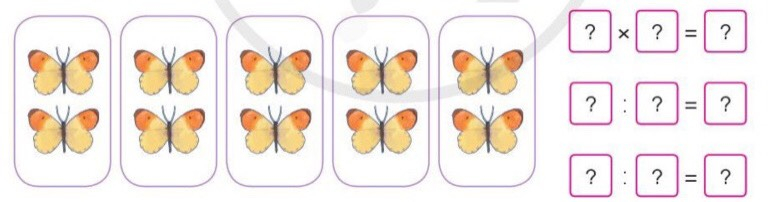 ? × ? = ?
? : ? = ?
? : ? = ?